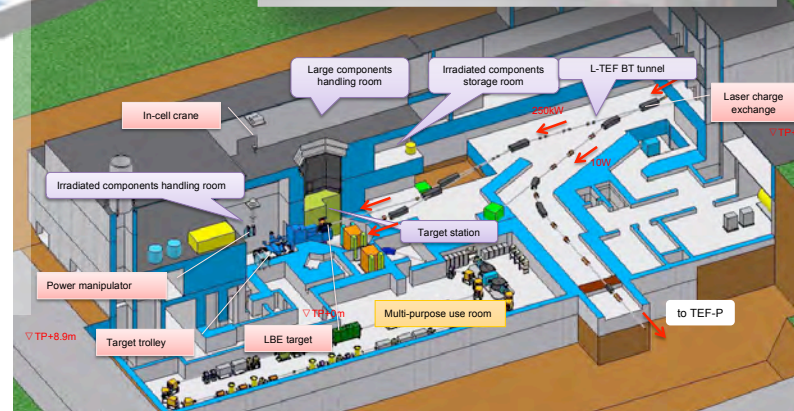 Large components
handling room
Irradiated components
storage room
L-TEF BT tunnel
Laser charge
exchange
In-cell crane
250kW
▽TP+
10W
Irradiated components handling room
Target station
Power manipulator
▽TP+8.9m
Target trolley
LBE target
Multi-purpose use room
to TEF-P